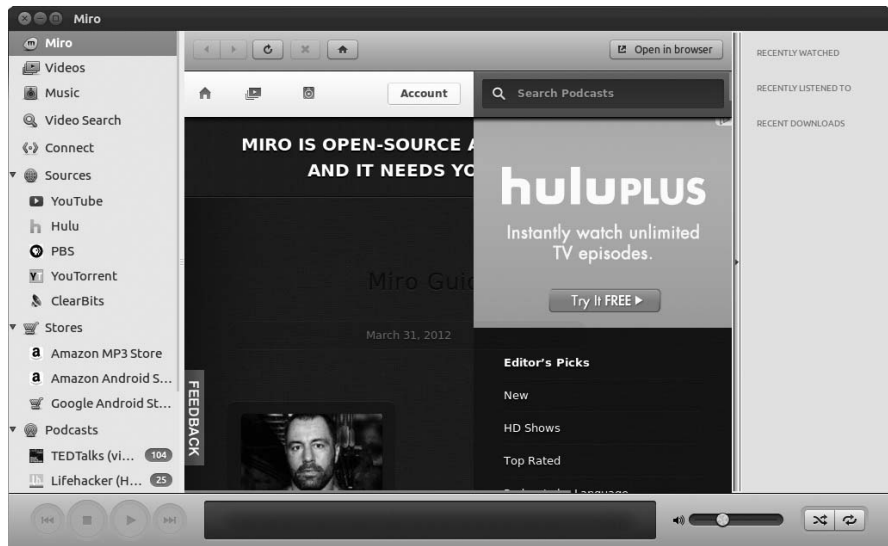 Miro
Miro
Videos
Music
Video Search
Connect
Sources
YouTube
Hulu
PBS
YouTorrent
ClearBits
Stores
Amazon MP3 Store
Amazon Android S...
Google Android St...
Podcasts
TEDTalks (vi... 104
Lifehacker (H... 25
Open in browser
Account
Search Podcasts
MIRO IS OPEN-SOURCE
AND IT NEEDS YO
Miro Guid
March 31, 2012
FEEDBACK
huluPLUS
Instantly watch unlimited
TV episodes.
Try It FREE
Editor's Picks
New
HD Shows
Top Rated
RECENTLY WATCHED
RECENTLY LISTENED TO
RECENT DOWNLOADS